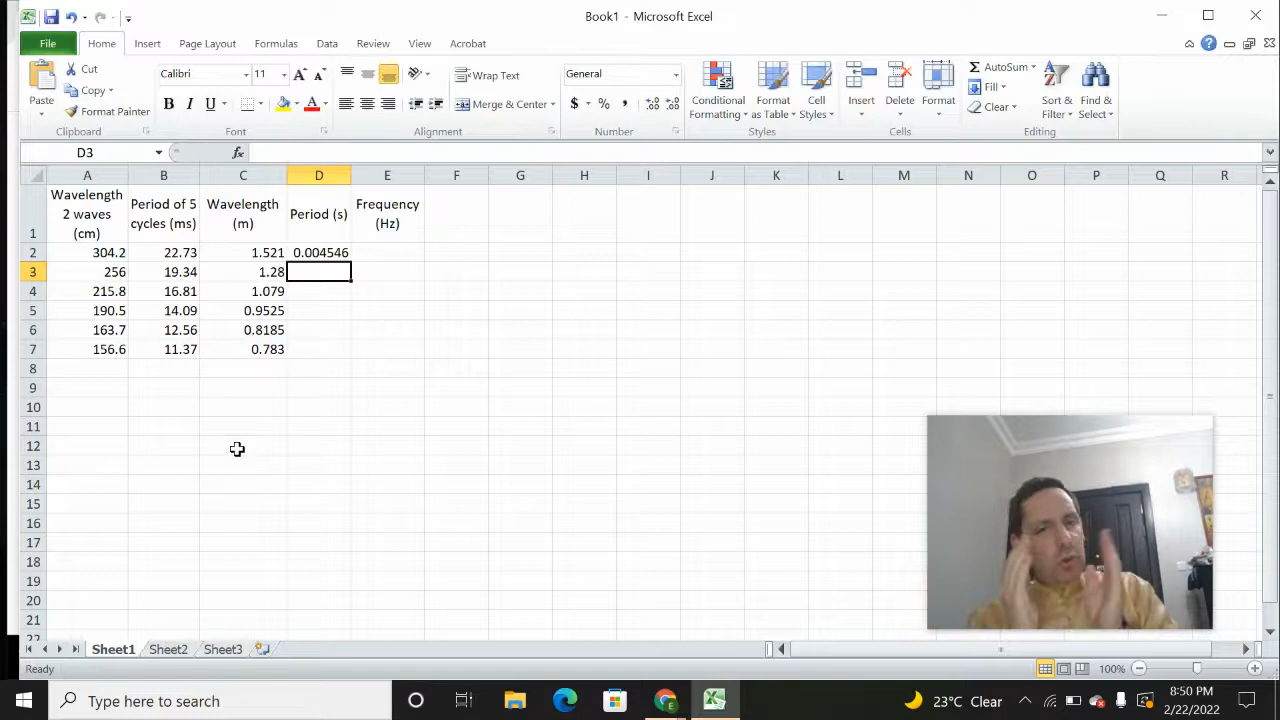 Book1 - Microsoft Excel
File Home Insert Page Layout Formulas Data Review View Acrobat
Cut
Copy
Format Painter
Paste
Clipboard
Calibri 11
B I U
Font
Wrap Text
Merge & Center
Alignment
General
$ % ,
Number
Conditional Formatting
Format as Table
Cell Styles
Styles
Insert Delete Format
Cells
AutoSum
Fill
Clear
Sort & Filter
Find & Select
Editing
D3 fx
A B C D E F G H I J K L M N O P Q R
1 Wavelength 2 waves (cm) Period of 5 cycles (ms) Wavelength (m) Period (s) Frequency (Hz)
2 304.2 22.73 1.521 0.004546
3 256 19.34 1.28
4 215.8 16.81 1.079
5 190.5 14.09 0.9525
6 163.7 12.56 0.8185
7 156.6 11.37 0.783
8
9
10
11
12
13
14
15
16
17
18
19
20
21
22
Sheet1 Sheet2 Sheet3
Ready 100%
Type here to search
23°C Clear
8:50 PM
2/22/2022